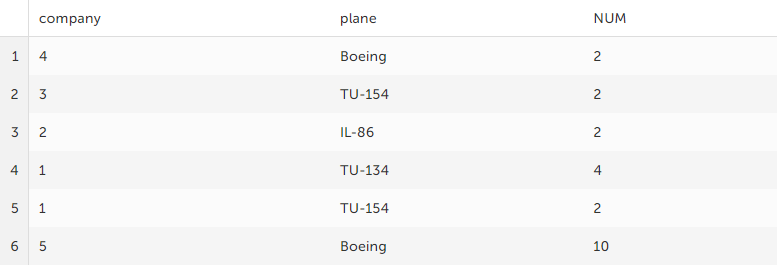 company plane NUM
1 4 Boeing 2
2 3 TU-154 2
3 2 IL-86 2
4 1 TU-134 4
5 1 TU-154 2
6 5 Boeing 10